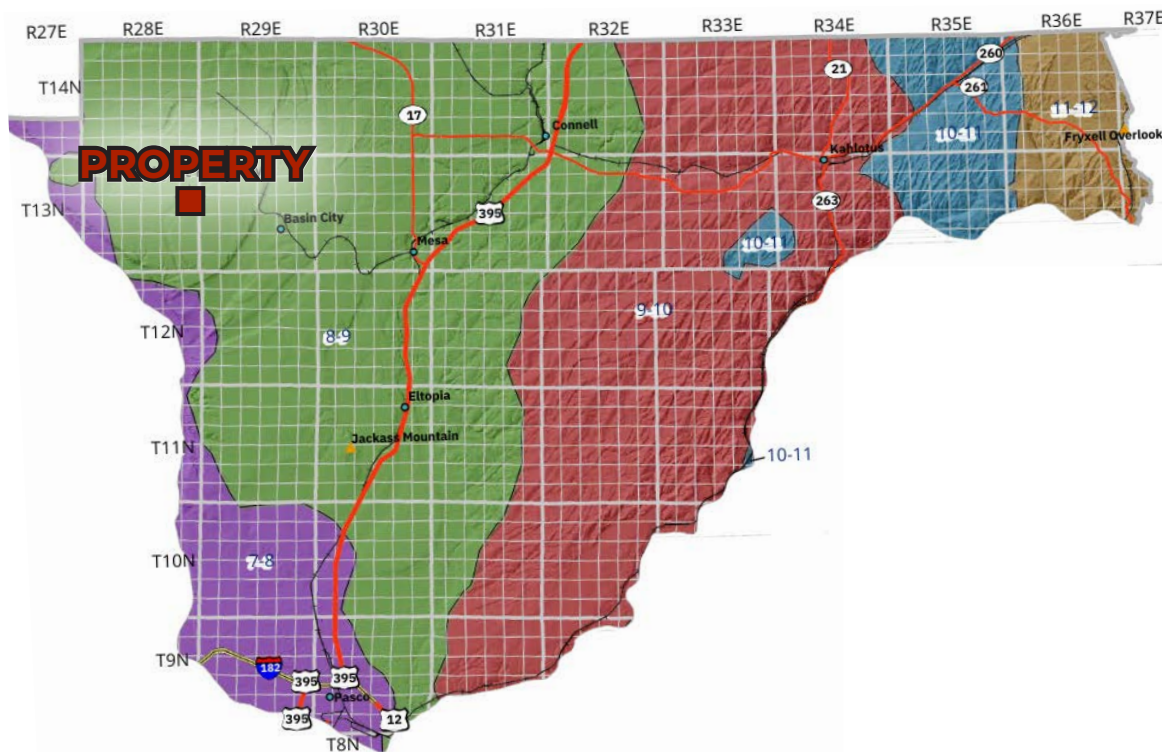 R27E
R28E
R29E
R30E
R31E
R32E
R33E
R34E
R35E
R36E
R37E
T14N
17
21
260
261
11-12
10-11
Connell
Fryxell Overlook
PROPERTY
Kahlotus
T13N
395
263
Basin City
Mesa
10-11
T12N
8-9
9-10
Eltopia
T11N
Jackass Mountain
10-11
T10N
7-8
T9N
182
395
395
Pasco
395
12
T8N